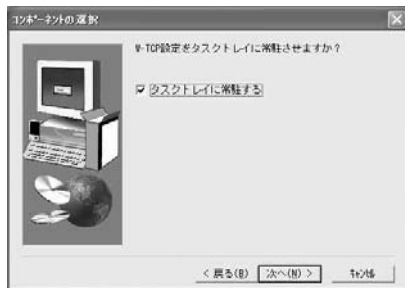 コンポーネントの選択
W-TCP設定をタスクトレイに常駐させますか？
タスクトレイに常駐する
< 戻る(B)
次へ(N) >
キャンセル